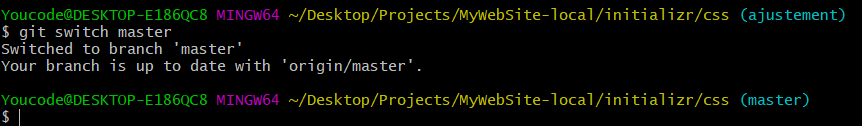 Youcode@DESKTOP-E186QC8 MINGW64 ~/Desktop/Projects/MyWebSite-local/initializr/css (ajustement)
$ git switch master
Switched to branch 'master'
Your branch is up to date with 'origin/master'.
Youcode@DESKTOP-E186QC8 MINGW64 ~/Desktop/Projects/MyWebSite-local/initializr/css (master)
$